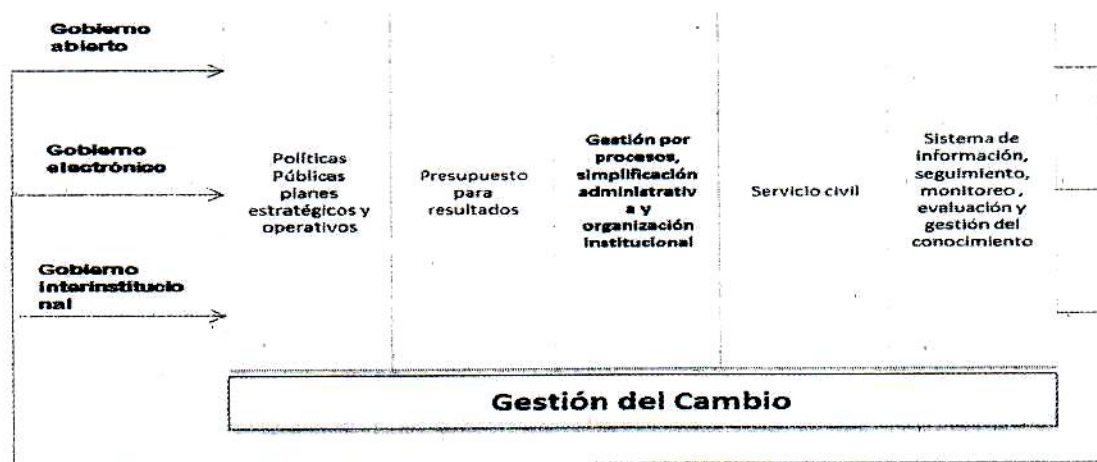 Gobierno
abierto
Gobierno
electrónico
Gobierno
interinstitucio
nal
Políticas
Públicas
planes
estratégicos y
operativos
Presupuesto
para
resultados
Gestión por
procesos,
simplificación
administrativ
a y
organización
institucional
Servicio civil
Sistema de
información,
seguimiento,
monitoreo ,
evaluación y
gestión del
conocimiento
Gestión del Cambio